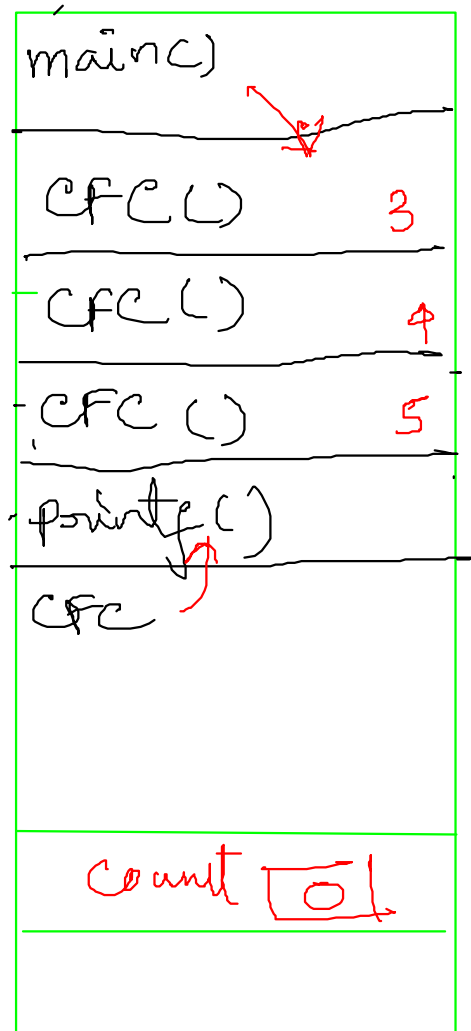 main()
CFC() 3
CFC() 4
CFC() 5
printf()
CFC
count 0